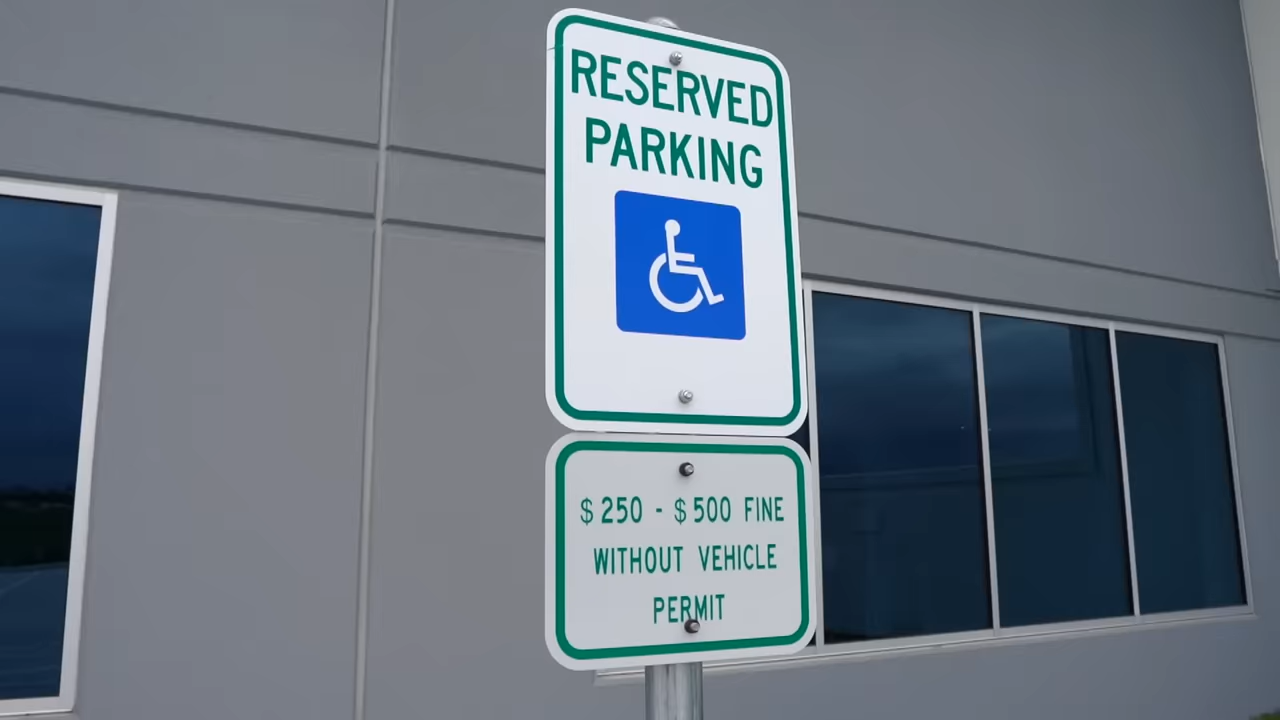 RESERVED
PARKING
$250 - $500 FINE
WITHOUT VEHICLE
PERMIT